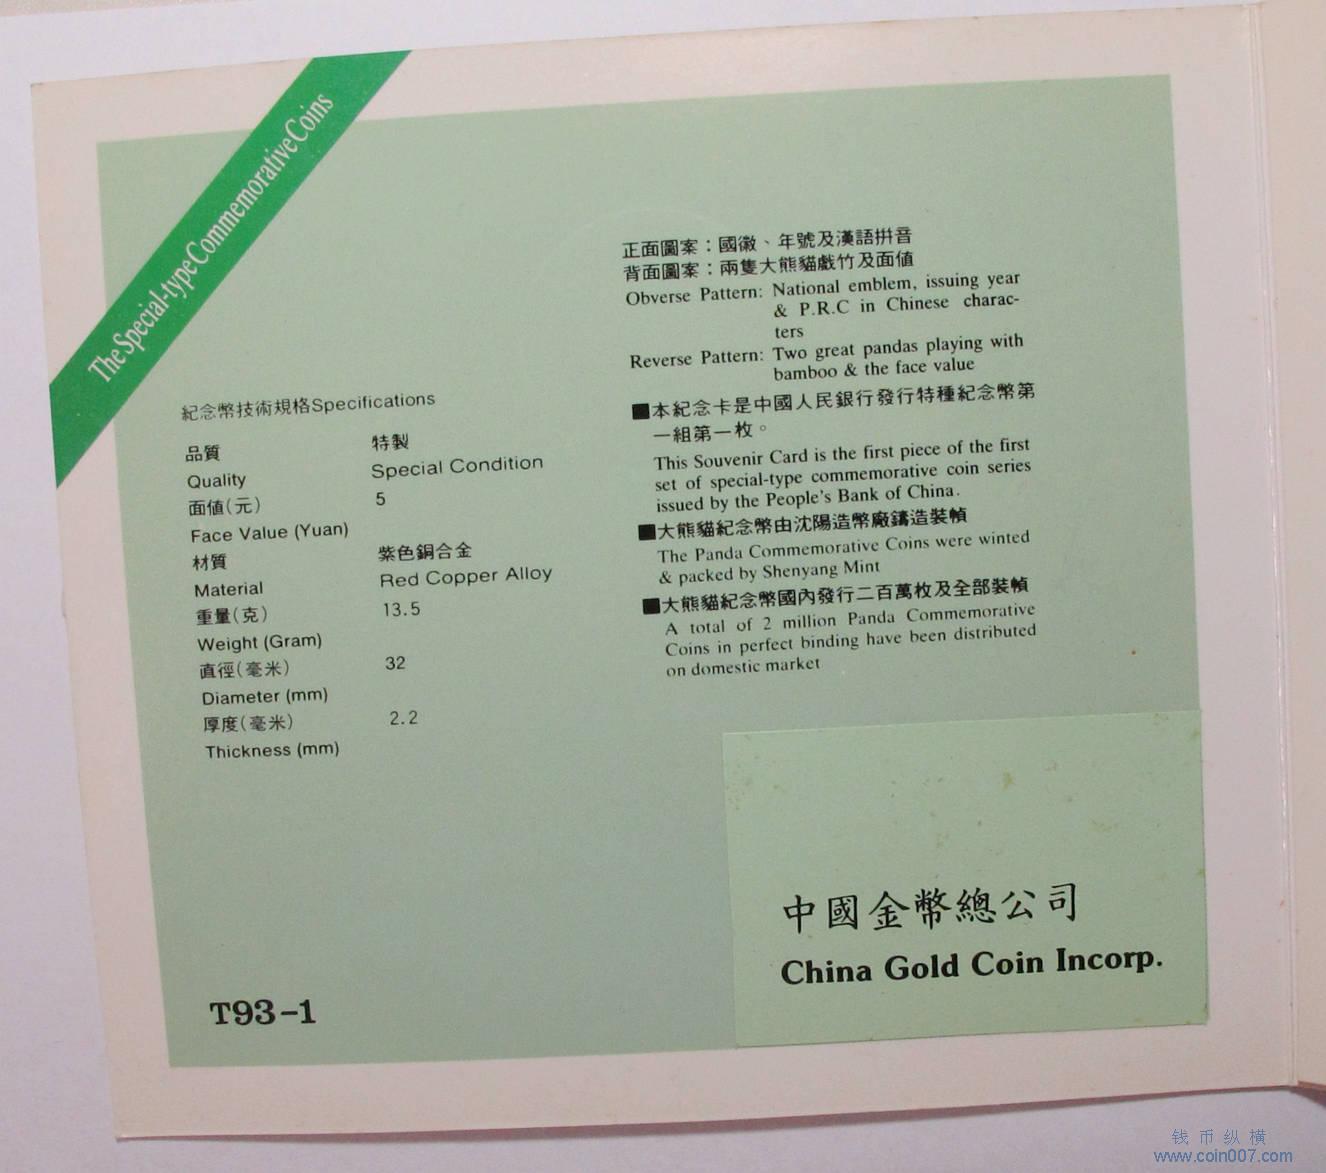 The Special-type Commemorative Coins
紀念幣技術規格Specifications
品質 特製
Quality Special Condition
面値(元) 5
Face Value (Yuan)
材質 紫色銅合金
Material Red Copper Alloy
重量(克) 13.5
Weight (Gram)
直徑(毫米) 32
Diameter (mm)
厚度(毫米) 2.2
Thickness (mm)
T93-1
正面圖案：國徽、年號及漢語拼音
背面圖案：兩隻大熊貓戲竹及面値
Obverse Pattern: National emblem, issuing year
& P.R.C in Chinese charac-
ters
Reverse Pattern: Two great pandas playing with
bamboo & the face value
■本紀念卡是中國人民銀行發行特種紀念幣第
一組第一枚。
This Souvenir Card is the first piece of the first
set of special-type commemorative coin series
issued by the People's Bank of China.
■大熊貓紀念幣由沈陽造幣廠鑄造裝幀
The Panda Commemorative Coins were winted
& packed by Shenyang Mint
■大熊貓紀念幣國內發行二百萬枚及全部裝幀
A total of 2 million Panda Commemorative
Coins in perfect binding have been distributed
on domestic market
中國金幣總公司
China Gold Coin Incorp.
钱币纵横
www.coin007.com